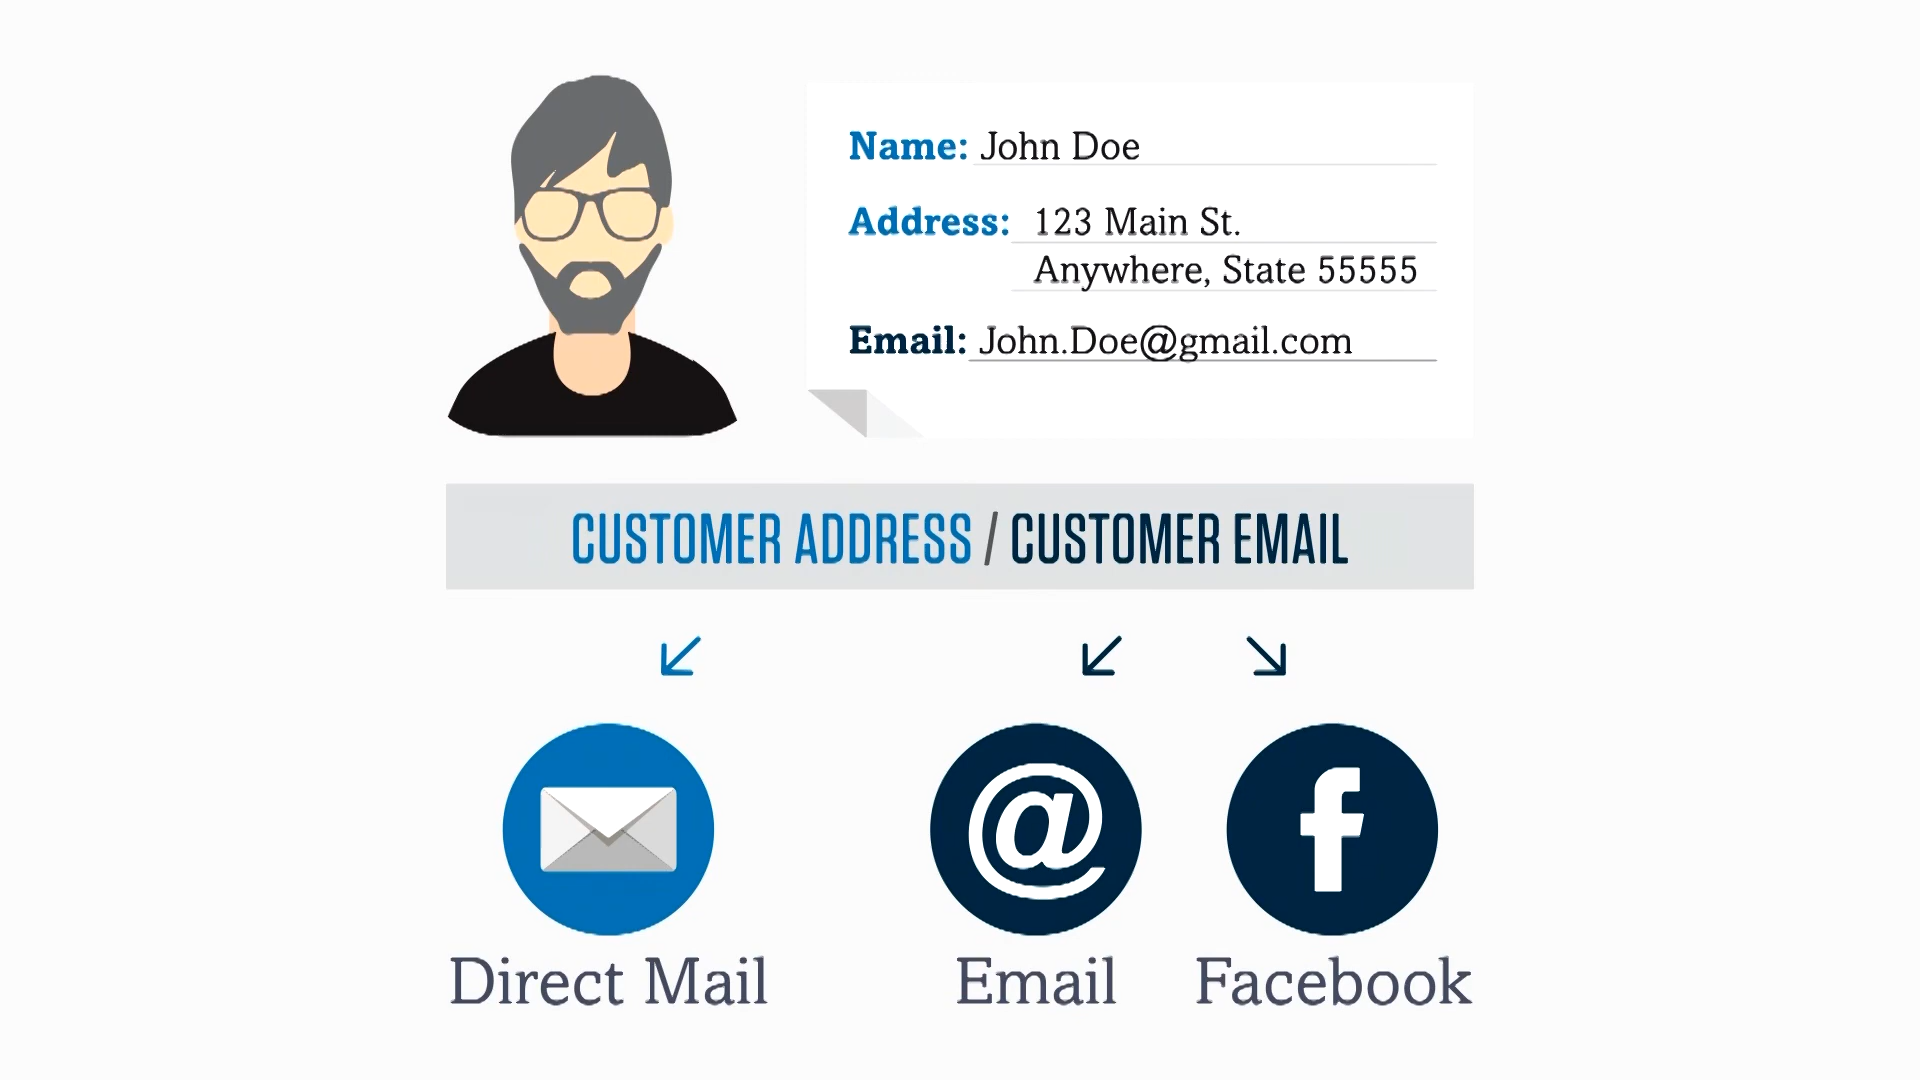 Name: John Doe
Address: 123 Main St.
Anywhere, State 55555
Email: John.Doe@gmail.com
CUSTOMER ADDRESS / CUSTOMER EMAIL
@ f
Direct Mail Email Facebook